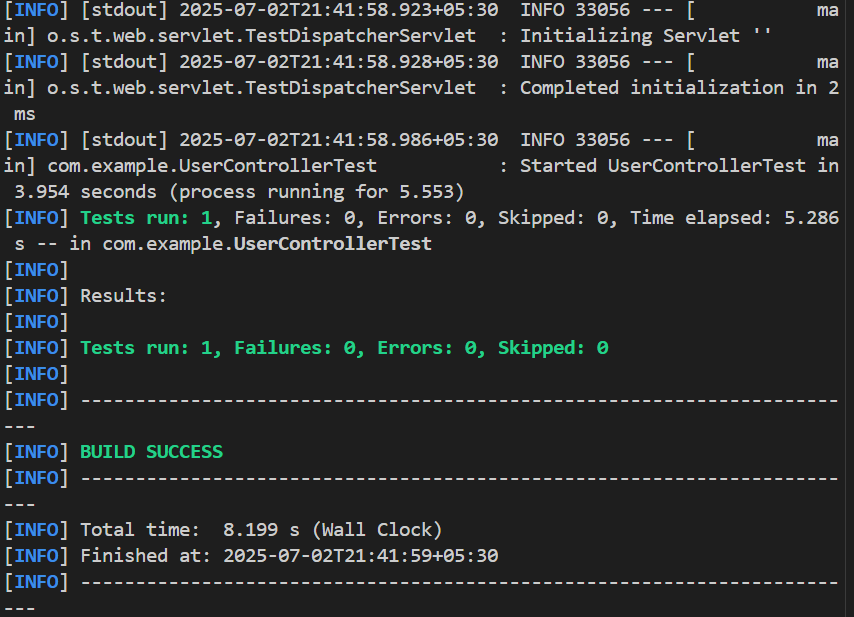 [INFO] [stdout] 2025-07-02T21:41:58.923+05:30  INFO 33056 --- [           ma
in] o.s.t.web.servlet.TestDispatcherServlet  : Initializing Servlet ''
[INFO] [stdout] 2025-07-02T21:41:58.928+05:30  INFO 33056 --- [           ma
in] o.s.t.web.servlet.TestDispatcherServlet  : Completed initialization in 2
 ms
[INFO] [stdout] 2025-07-02T21:41:58.986+05:30  INFO 33056 --- [           ma
in] com.example.UserControllerTest           : Started UserControllerTest in
 3.954 seconds (process running for 5.553)
[INFO] Tests run: 1, Failures: 0, Errors: 0, Skipped: 0, Time elapsed: 5.286
 s -- in com.example.UserControllerTest
[INFO]
[INFO] Results:
[INFO]
[INFO] Tests run: 1, Failures: 0, Errors: 0, Skipped: 0
[INFO]
[INFO] ---------------------------------------------------------------------
---
[INFO] BUILD SUCCESS
[INFO] ---------------------------------------------------------------------
---
[INFO] Total time:  8.199 s (Wall Clock)
[INFO] Finished at: 2025-07-02T21:41:59+05:30
[INFO] ---------------------------------------------------------------------
---